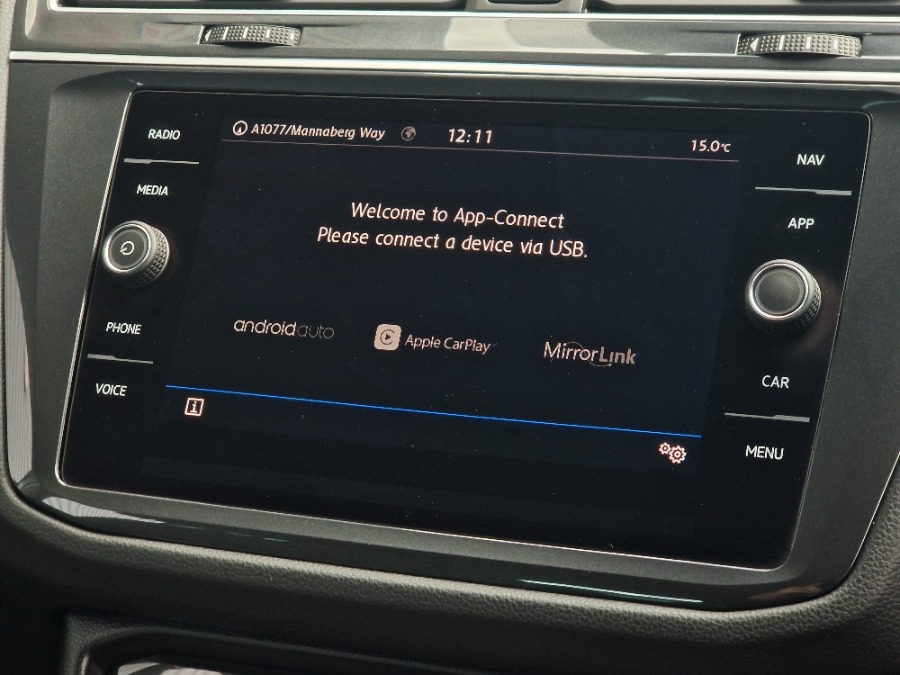 RADIO
MEDIA
PHONE
VOICE
A1077/Mannaberg Way
12:11
15.0°C
Welcome to App-Connect
Please connect a device via USB.
androidauto
Apple CarPlay
MirrorLink
i
NAV
APP
CAR
MENU